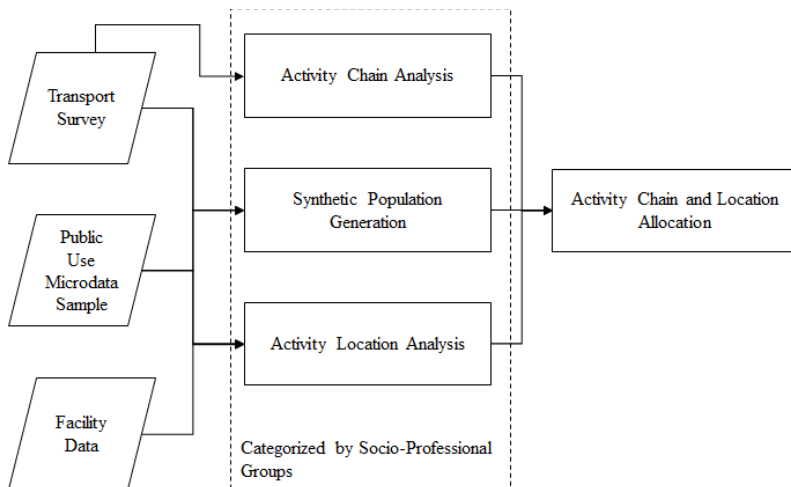 Transport
Survey
Public
Use
Microdata
Sample
Facility
Data
Activity Chain Analysis
Synthetic Population
Generation
Activity Location Analysis
Categorized by Socio-Professional
Groups
Activity Chain and Location
Allocation